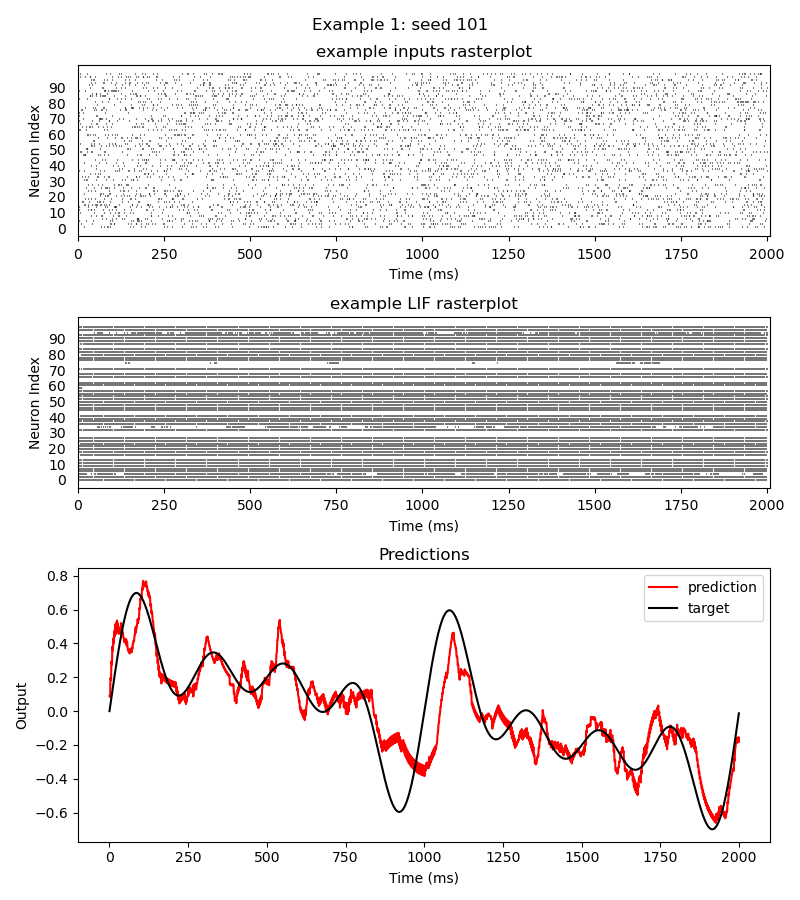 Example 1: seed 101
example inputs rasterplot
Neuron Index
90
80
70
60
50
40
30
20
10
0
0 250 500 750 1000 1250 1500 1750 2000
Time (ms)
example LIF rasterplot
Neuron Index
90
80
70
60
50
40
30
20
10
0
0 250 500 750 1000 1250 1500 1750 2000
Time (ms)
Predictions
Output
0.8
0.6
0.4
0.2
0.0
−0.2
−0.4
−0.6
prediction
target
0 250 500 750 1000 1250 1500 1750 2000
Time (ms)